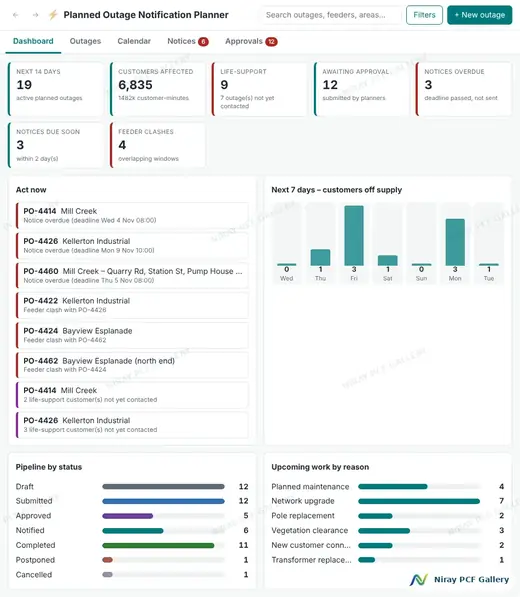 Planned Outage Notification Planner
Search outages, feeders, areas...
Filters
+ New outage
Dashboard
Outages
Calendar
Notices 6
Approvals 12
NEXT 14 DAYS
19
active planned outages
CUSTOMERS AFFECTED
6,835
1482k customer-minutes
LIFE-SUPPORT
9
7 outage(s) not yet
contacted
AWAITING APPROVAL
12
submitted by planners
NOTICES OVERDUE
3
deadline passed, not sent
NOTICES DUE SOON
3
within 2 day(s)
FEEDER CLASHES
4
overlapping windows
Act now
PO-4414 Mill Creek
Notice overdue (deadline Wed 4 Nov 08:00)
PO-4426 Kellerton Industrial
Notice overdue (deadline Mon 9 Nov 10:00)
PO-4460 Mill Creek – Quarry Rd, Station St, Pump House ...
Notice overdue (deadline Thu 5 Nov 08:00)
PO-4422 Kellerton Industrial
Feeder clash with PO-4426
PO-4424 Bayview Esplanade
Feeder clash with PO-4462
PO-4462 Bayview Esplanade (north end)
Feeder clash with PO-4424
PO-4414 Mill Creek
2 life-support customer(s) not yet contacted
PO-4426 Kellerton Industrial
3 life-support customer(s) not yet contacted
Next 7 days – customers off supply
0 1 3 1 0 3 1
Wed Thu Fri Sat Sun Mon Tue
Pipeline by status
Draft 12
Submitted 12
Approved 5
Notified 6
Completed 11
Postponed 1
Cancelled 1
Upcoming work by reason
Planned maintenance 4
Network upgrade 7
Pole replacement 2
Vegetation clearance 3
New customer conn... 2
Transformer replace... 1
Niray PCF Gallery